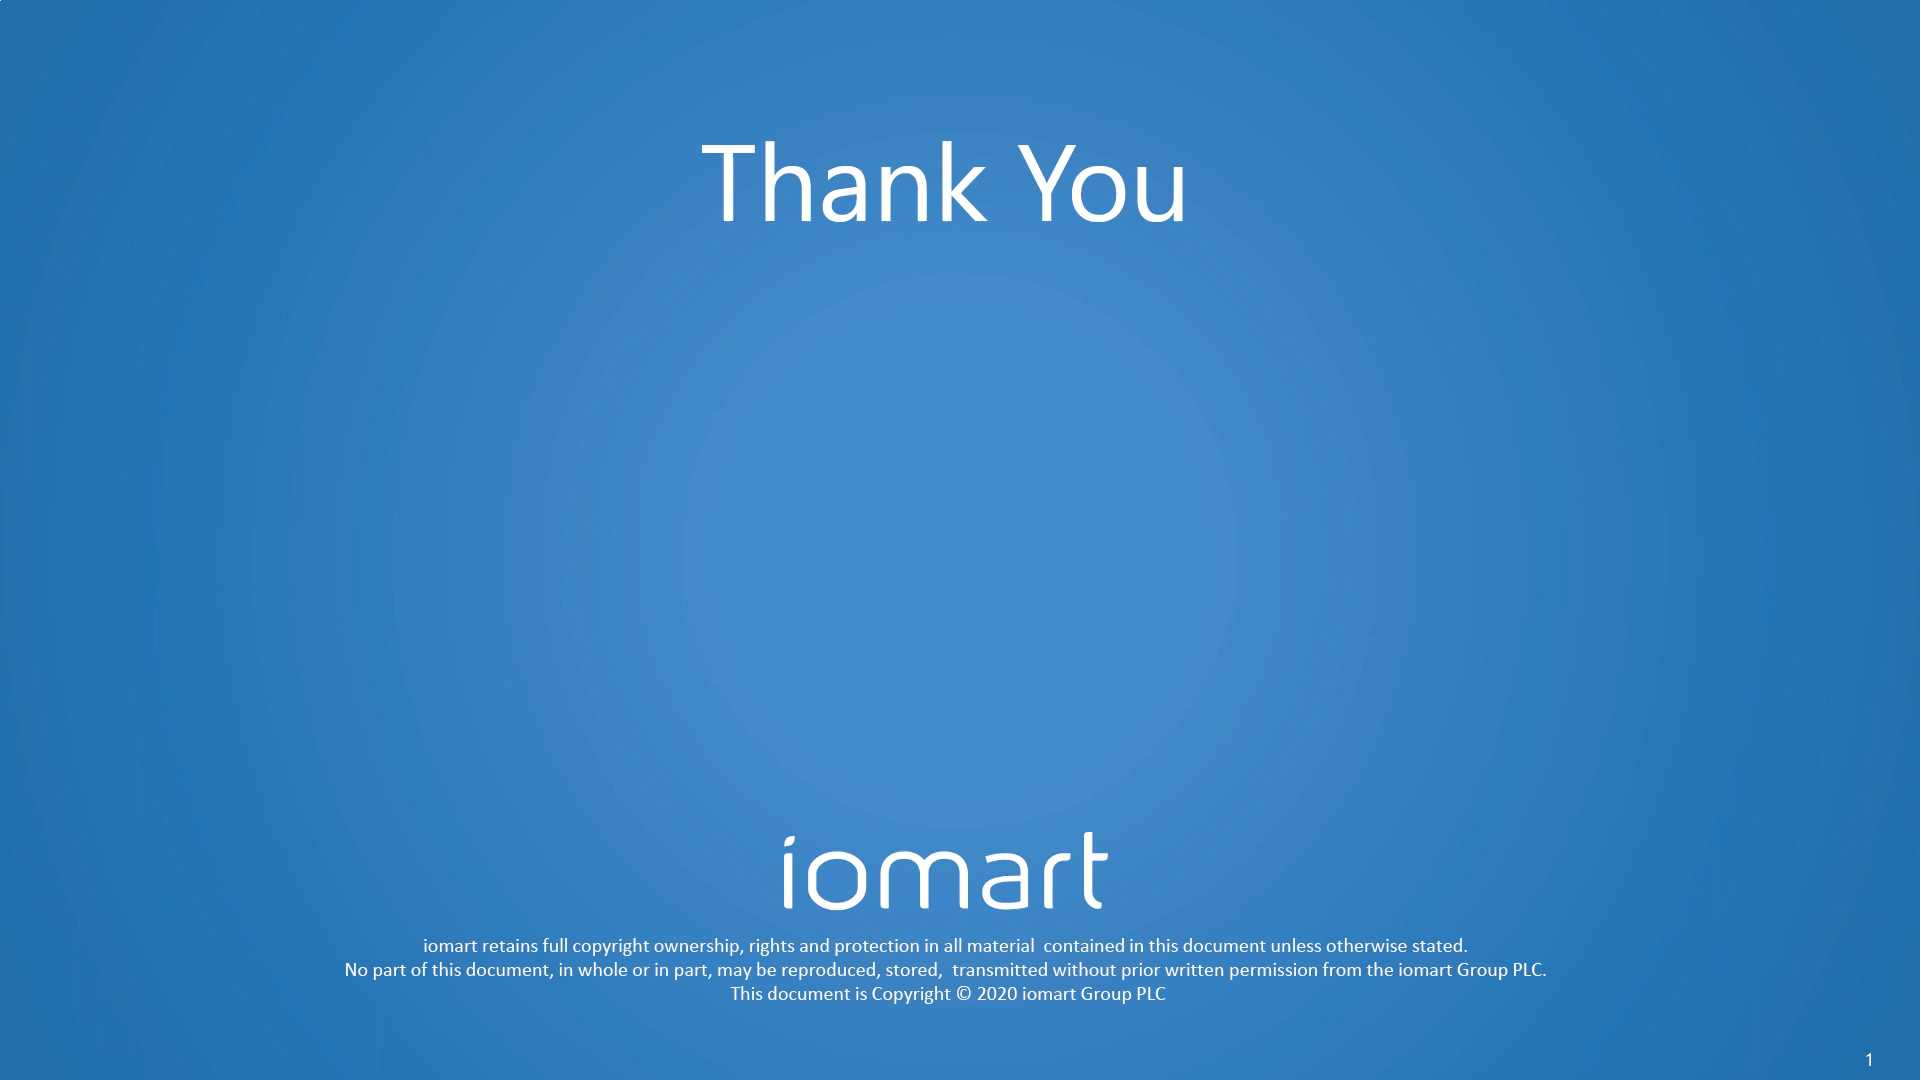 Thank You
iomart
iomart retains full copyright ownership, rights and protection in all material  contained in this document unless otherwise stated.
No part of this document, in whole or in part, may be reproduced, stored,  transmitted without prior written permission from the iomart Group PLC.
This document is Copyright © 2020 iomart Group PLC
1